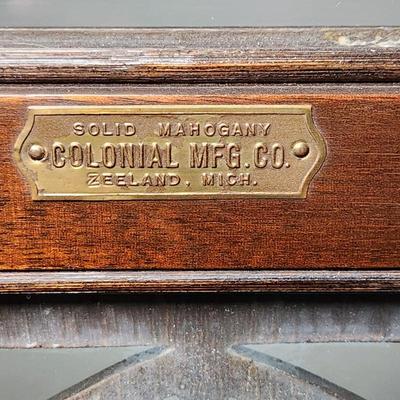 SOLID MAHOGANY
COLONIAL MFG. CO.
ZEELAND, MICH.